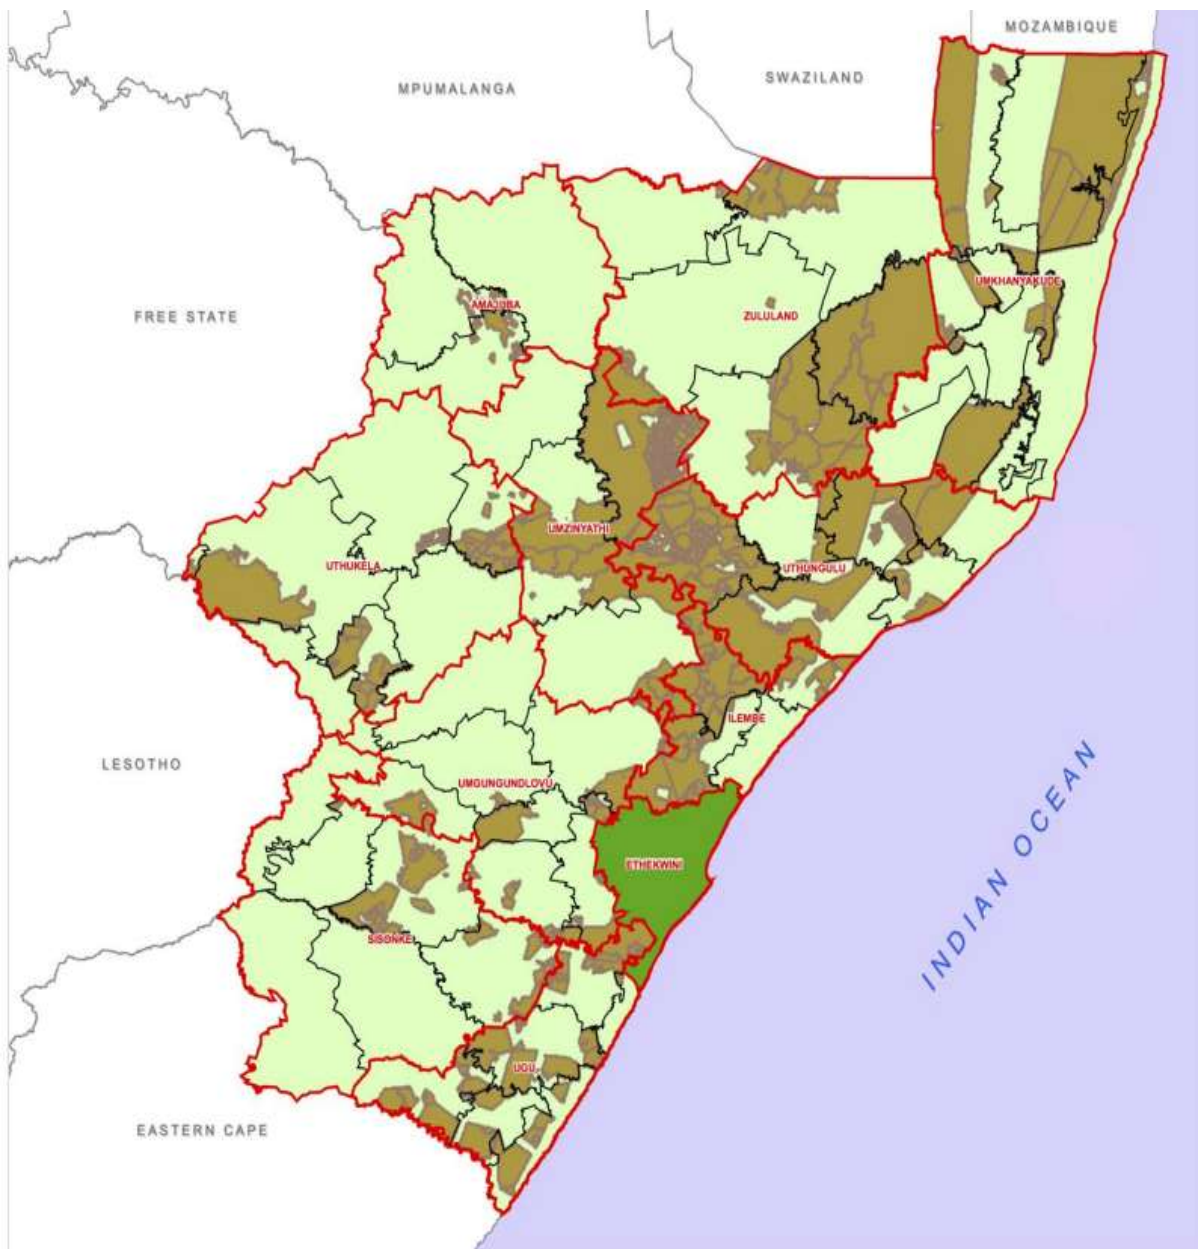 MOZAMBIQUE
SWAZILAND
MPUMALANGA
UMKHANYAKUDE
AMAJUBA
ZULULAND
FREE STATE
UMZINYATHI
UTHUKELA
UTHUNGULU
ILEMBE
LESOTHO
UMGUNGUNDLOVU
ETHEKWINI
INDIAN OCEAN
SISONKE
UGU
EASTERN CAPE